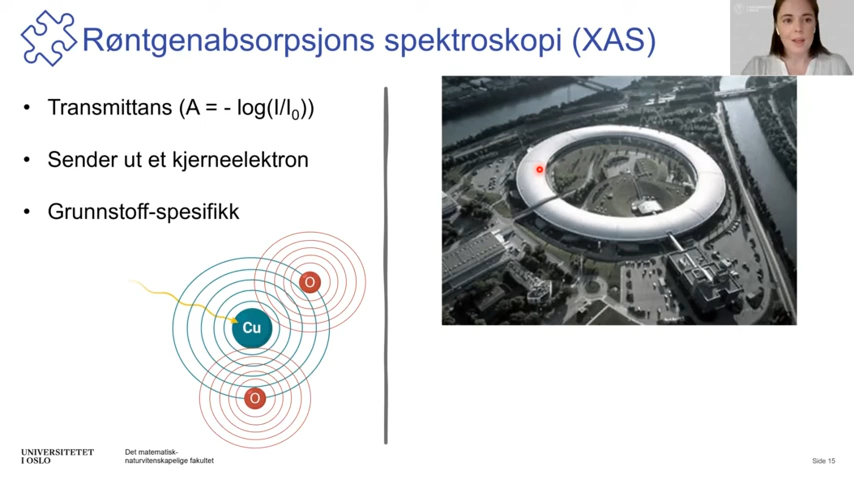 Røntgenabsorpsjons spektroskopi (XAS)
• Transmittans (A = - log(I/I₀))
• Sender ut et kjerneelektron
• Grunnstoff-spesifikk
O
Cu
O
UNIVERSITETET
I OSLO
Det matematisk-
naturvitenskapelige fakultet
Side 15